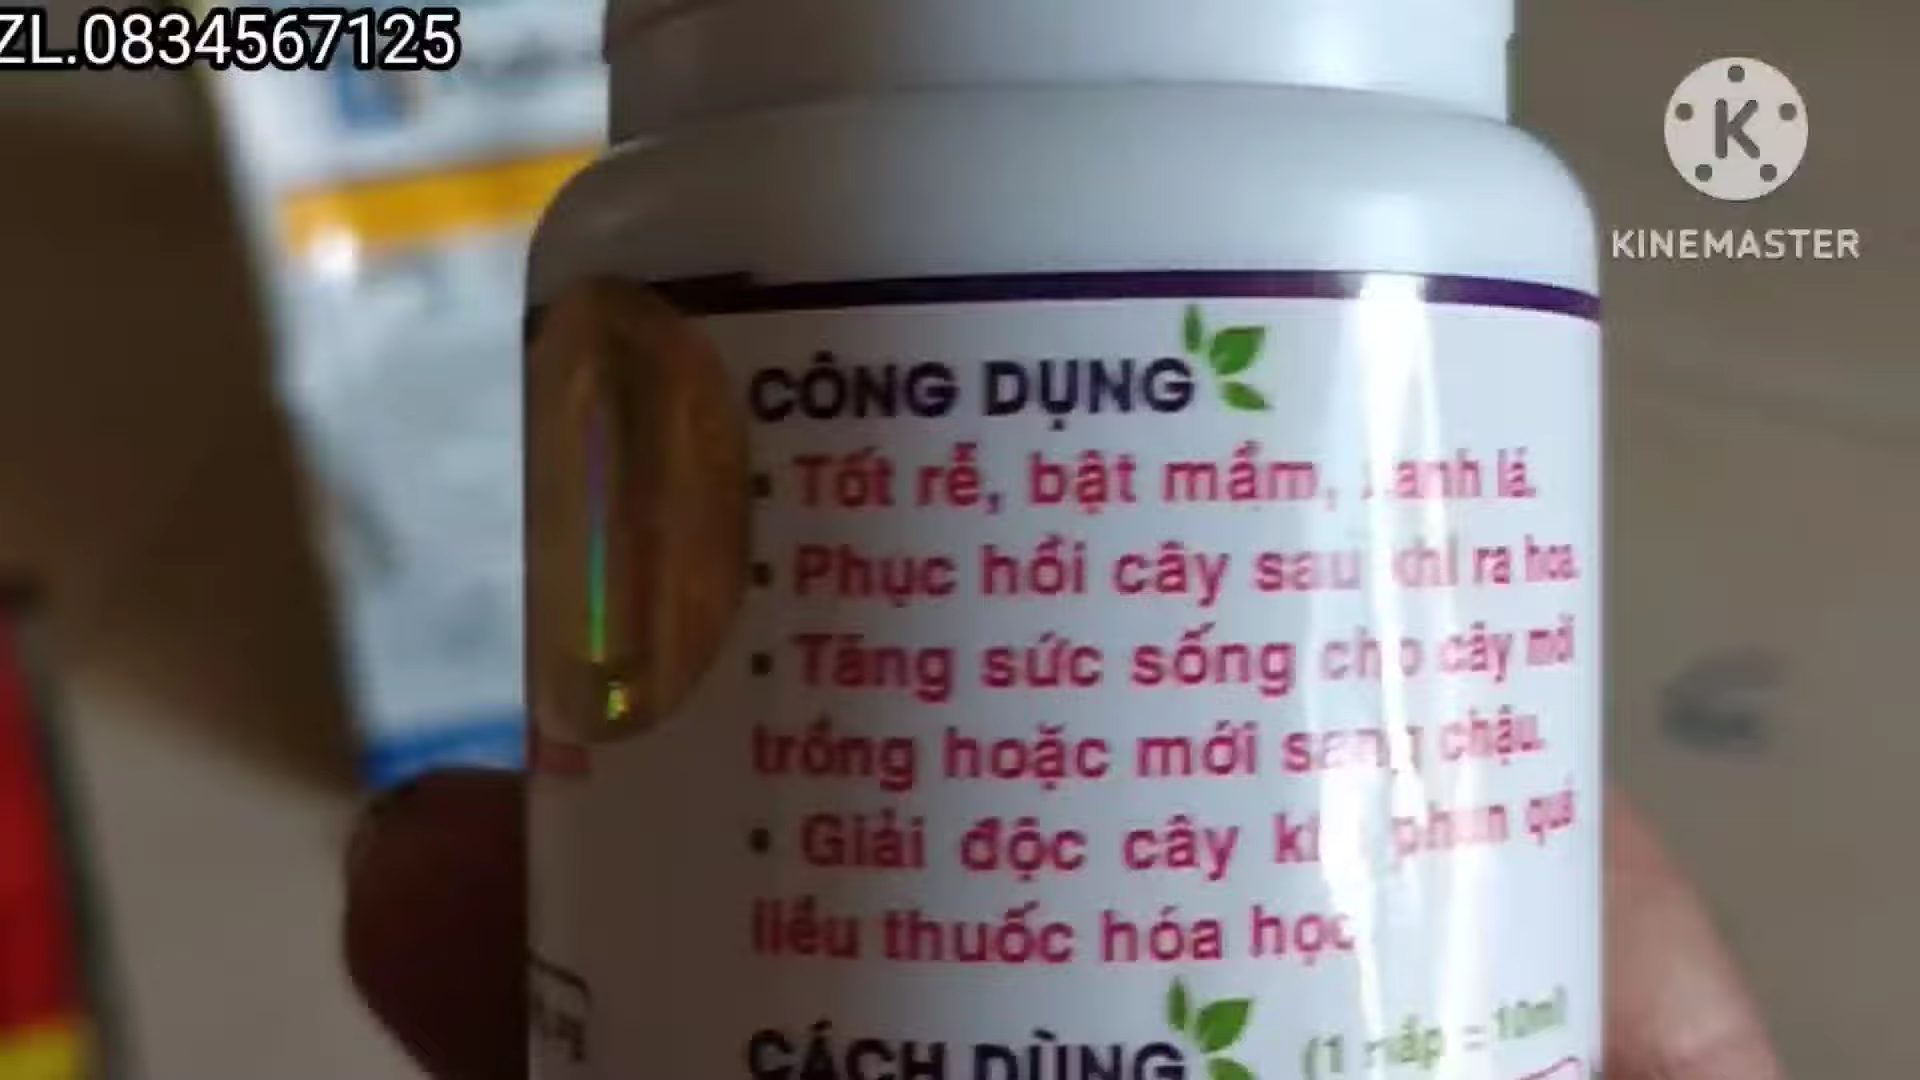 ZL.0834567125
K
KINEMASTER
CÔNG DỤNG
• Tốt rễ, bật mầm, xanh lá.
• Phục hồi cây sau khi ra hoa.
• Tăng sức sống cho cây mới
trồng hoặc mới sang chậu.
• Giải độc cây khi phun quá
liều thuốc hóa học
CÁCH DÙNG (1 nắp = 10ml)